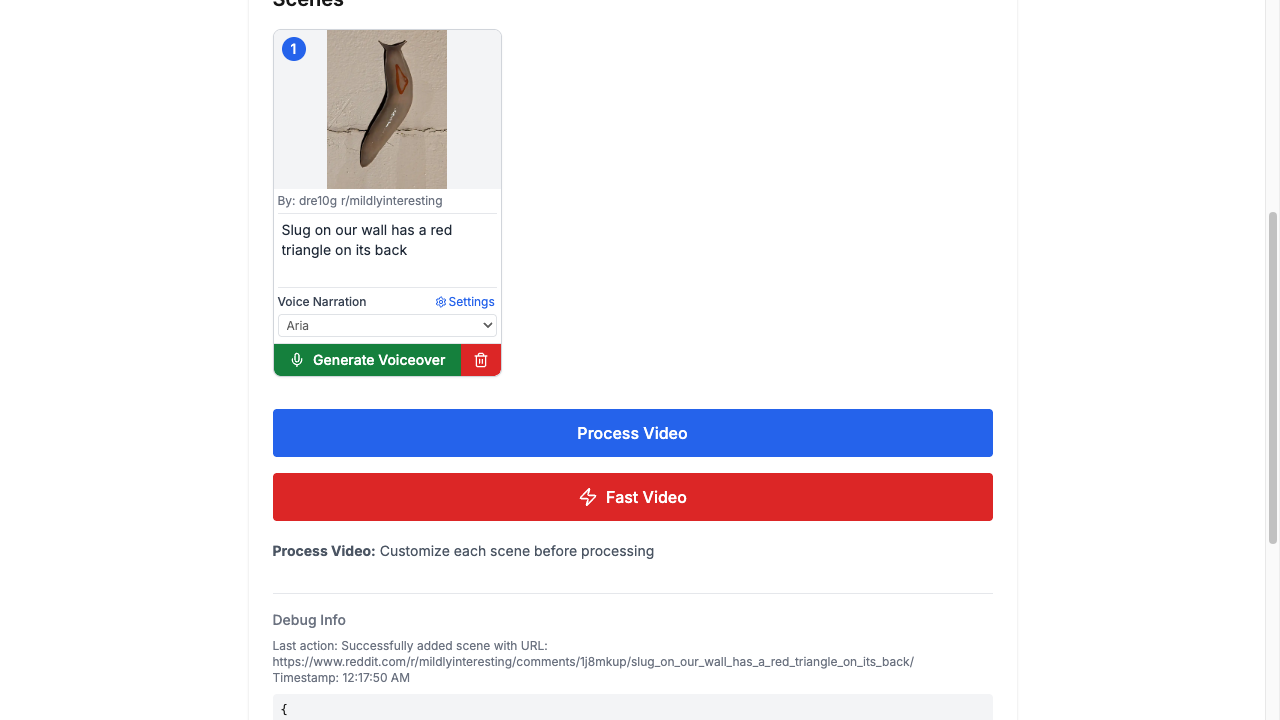 Scenes
1
By: dre10g r/mildlyinteresting
Slug on our wall has a red
triangle on its back
Voice Narration
Settings
Aria
Generate Voiceover
Process Video
Fast Video
Process Video: Customize each scene before processing
Debug Info
Last action: Successfully added scene with URL:
https://www.reddit.com/r/mildlyinteresting/comments/1j8mkup/slug_on_our_wall_has_a_red_triangle_on_its_back/
Timestamp: 12:17:50 AM
{